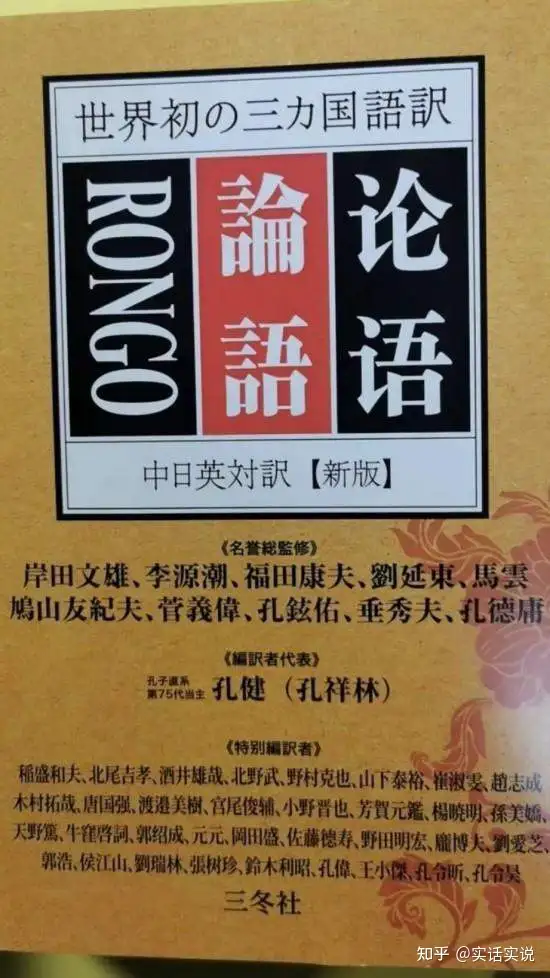 世界初の三カ国語訳
论语
論語
RONGO
中日英対訳【新版】
《名誉総監修》
岸田文雄、李源潮、福田康夫、劉延東、馬雲
鳩山友紀夫、菅義偉、孔鉉佑、垂秀夫、孔德庸
《編訳者代表》
孔子直系
第75代当主
孔健（孔祥林）
《特別編訳者》
稲盛和夫、北尾吉孝、酒井雄哉、北野武、野村克也、山下泰裕、崔淑雯、趙志成
木村拓哉、唐国强、渡邉美樹、宮尾俊輔、小野晋也、芳賀元鑑、楊暁明、孫美嬌、
天野篤、牛窪啓詞、郭绍成、元元、岡田盛、佐藤德寿、野田明宏、龐博夫、劉愛芝、
郭浩、侯江山、劉瑞林、張树珍、鈴木利昭、孔偉、王小傑、孔令昕、孔令昊
三冬社
知乎 @实话实说